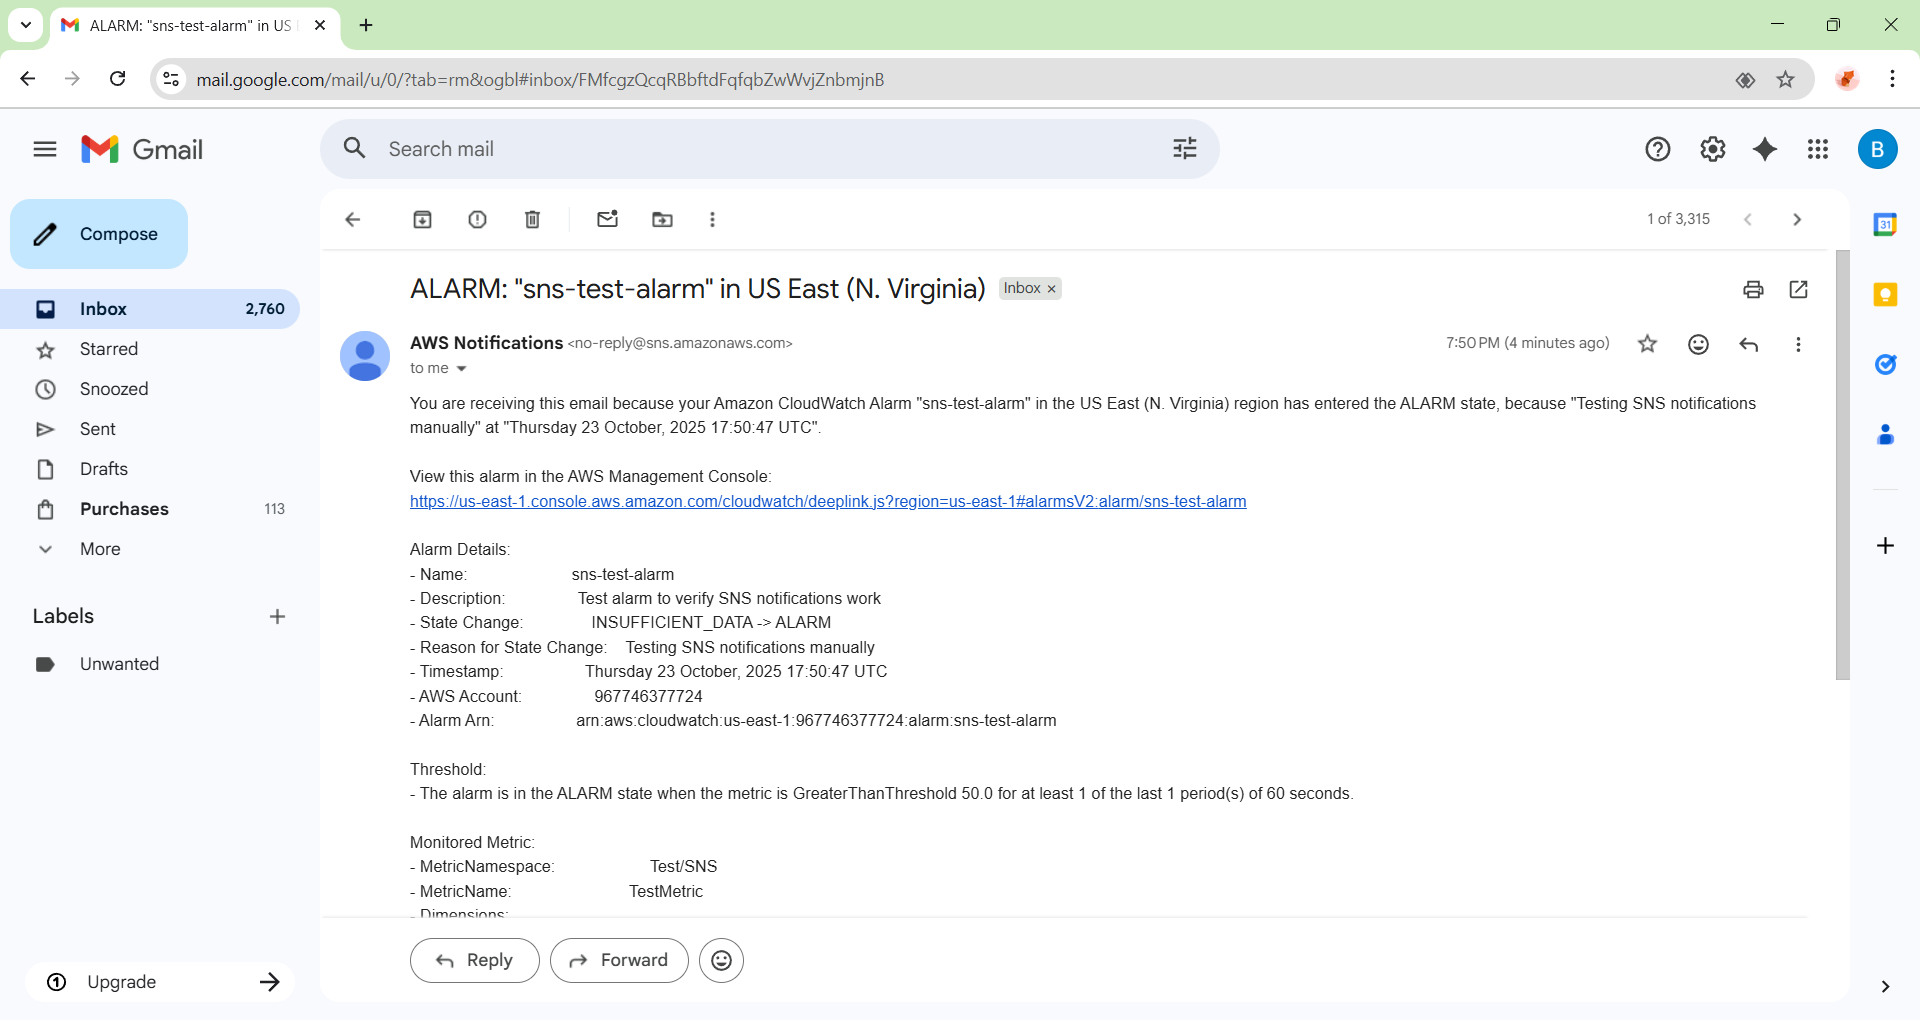 ALARM: "sns-test-alarm" in US
mail.google.com/mail/u/0/?tab=rm&ogbl#inbox/FMfcgzQcqRBbftdFqfqbZwWvjZnbmjnB
Gmail
Search mail
B
Compose
1 of 3,315
31
ALARM: "sns-test-alarm" in US East (N. Virginia)
Inbox ×
Inbox 2,760
Starred
Snoozed
Sent
Drafts
Purchases 113
More
Labels
Unwanted
Upgrade
AWS Notifications <no-reply@sns.amazonaws.com>
7:50 PM (4 minutes ago)
to me
You are receiving this email because your Amazon CloudWatch Alarm "sns-test-alarm" in the US East (N. Virginia) region has entered the ALARM state, because "Testing SNS notifications
manually" at "Thursday 23 October, 2025 17:50:47 UTC".
View this alarm in the AWS Management Console:
https://us-east-1.console.aws.amazon.com/cloudwatch/deeplink.js?region=us-east-1#alarmsV2:alarm/sns-test-alarm
Alarm Details:
- Name: sns-test-alarm
- Description: Test alarm to verify SNS notifications work
- State Change: INSUFFICIENT_DATA -> ALARM
- Reason for State Change: Testing SNS notifications manually
- Timestamp: Thursday 23 October, 2025 17:50:47 UTC
- AWS Account: 967746377724
- Alarm Arn: arn:aws:cloudwatch:us-east-1:967746377724:alarm:sns-test-alarm
Threshold:
- The alarm is in the ALARM state when the metric is GreaterThanThreshold 50.0 for at least 1 of the last 1 period(s) of 60 seconds.
Monitored Metric:
- MetricNamespace: Test/SNS
- MetricName: TestMetric
- Dimensions:
Reply
Forward